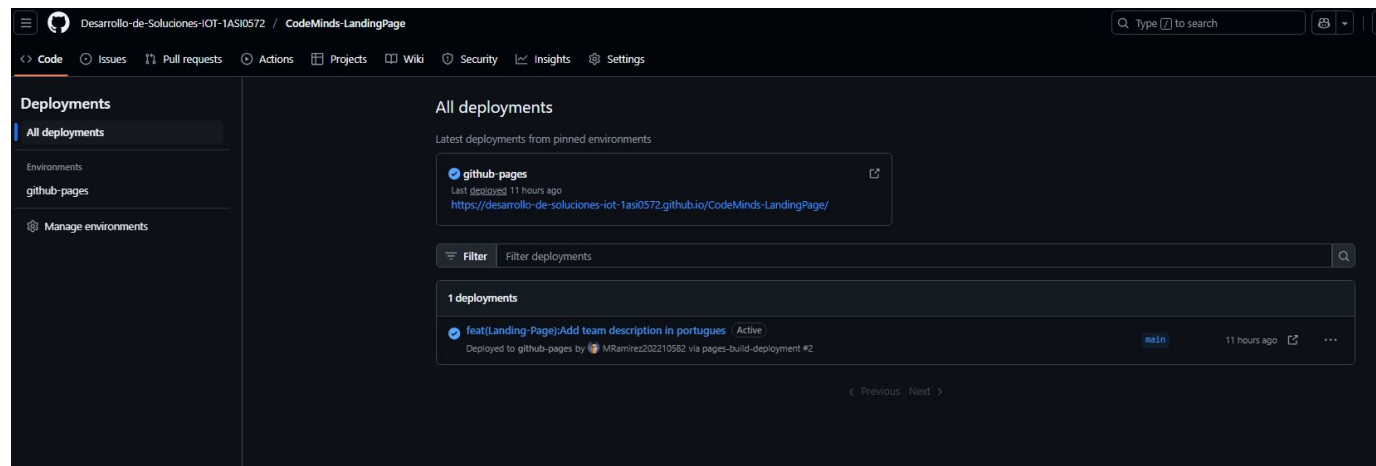 Desarrollo-de-Soluciones-IOT-1ASI0572 / CodeMinds-LandingPage
Type / to search
Code Issues Pull requests Actions Projects Wiki Security Insights Settings
Deployments
All deployments
Environments
github-pages
Manage environments
All deployments
Latest deployments from pinned environments
github-pages
Last deployed 11 hours ago
https://desarrollo-de-soluciones-iot-1asi0572.github.io/CodeMinds-LandingPage/
Filter Filter deployments
1 deployments
feat(Landing-Page):Add team description in portugues Active
Deployed to github-pages by MRamirez202210582 via pages-build-deployment #2
main 11 hours ago
Previous Next